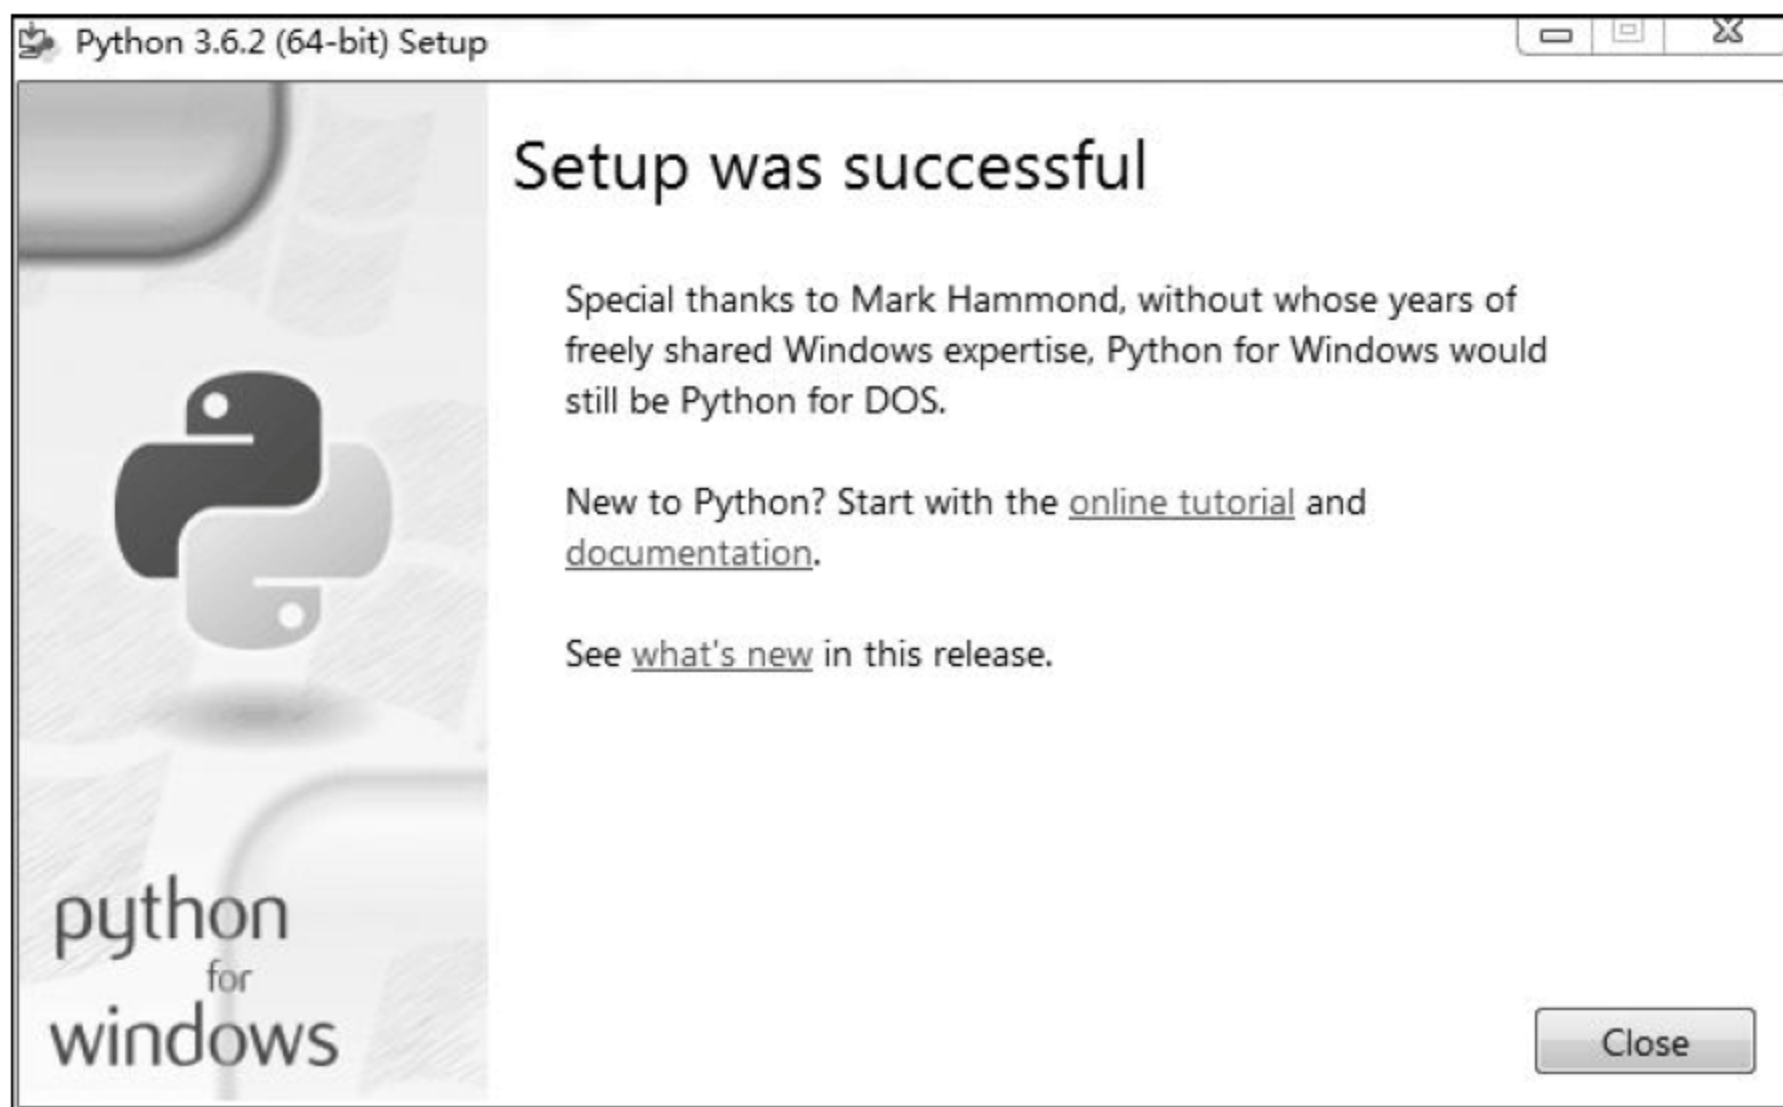 Python 3.6.2 (64-bit) Setup
Setup was successful
Special thanks to Mark Hammond, without whose years of
freely shared Windows expertise, Python for Windows would
still be Python for DOS.
New to Python? Start with the online tutorial and
documentation.
See what's new in this release.
python
for
windows
Close